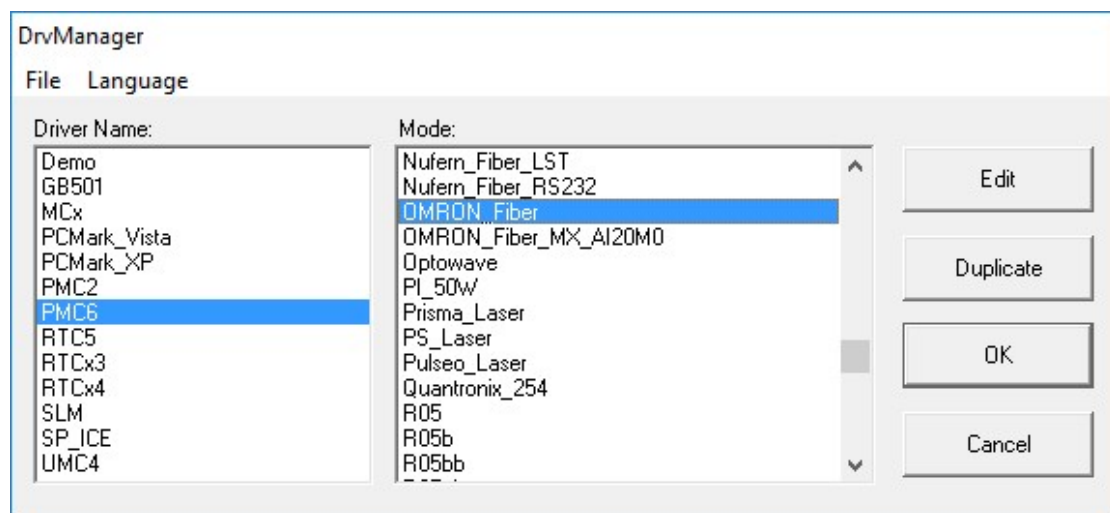 DrvManager
File Language
Driver Name:
Demo
GB501
MCx
PCMark_Vista
PCMark_XP
PMC2
PMC6
RTC5
RTCx3
RTCx4
SLM
SP_ICE
UMC4
Mode:
Nufern_Fiber_LST
Nufern_Fiber_RS232
OMRON_Fiber
OMRON_Fiber_MX_AI20M0
Optowave
PI_50W
Prisma_Laser
PS_Laser
Pulseo_Laser
Quantronix_254
R05
R05b
R05bb
Edit
Duplicate
OK
Cancel